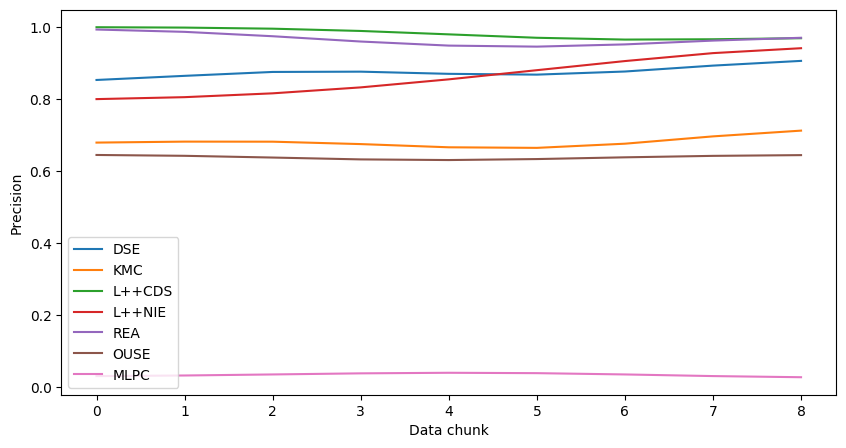 1.0
0.8
0.6
0.4
0.2
0.0
Precision
DSE
KMC
L++CDS
L++NIE
REA
OUSE
MLPC
0 1 2 3 4 5 6 7 8
Data chunk